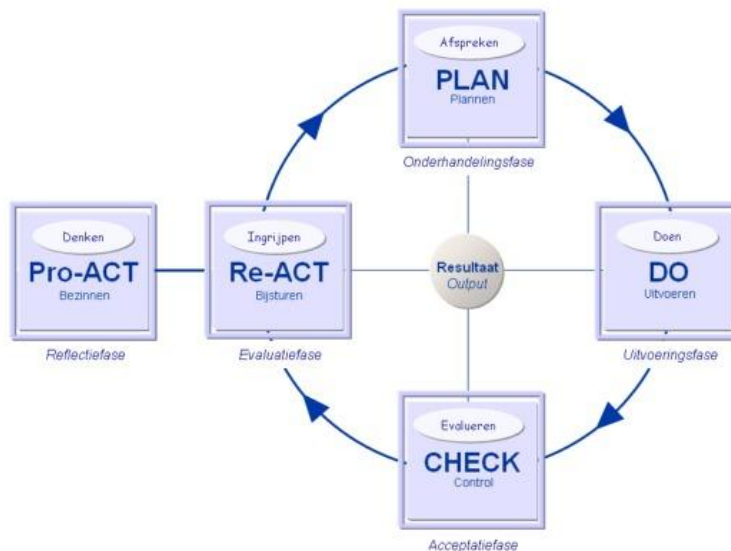 Afspreken
PLAN
Plannen
Onderhandelingsfase
Denken
Pro-ACT
Bezinnen
Reflectiefase
Ingrijpen
Re-ACT
Bijsturen
Evaluatiefase
Resultaat
Output
Doen
DO
Uitvoeren
Uitvoeringsfase
Evalueren
CHECK
Control
Acceptatiefase